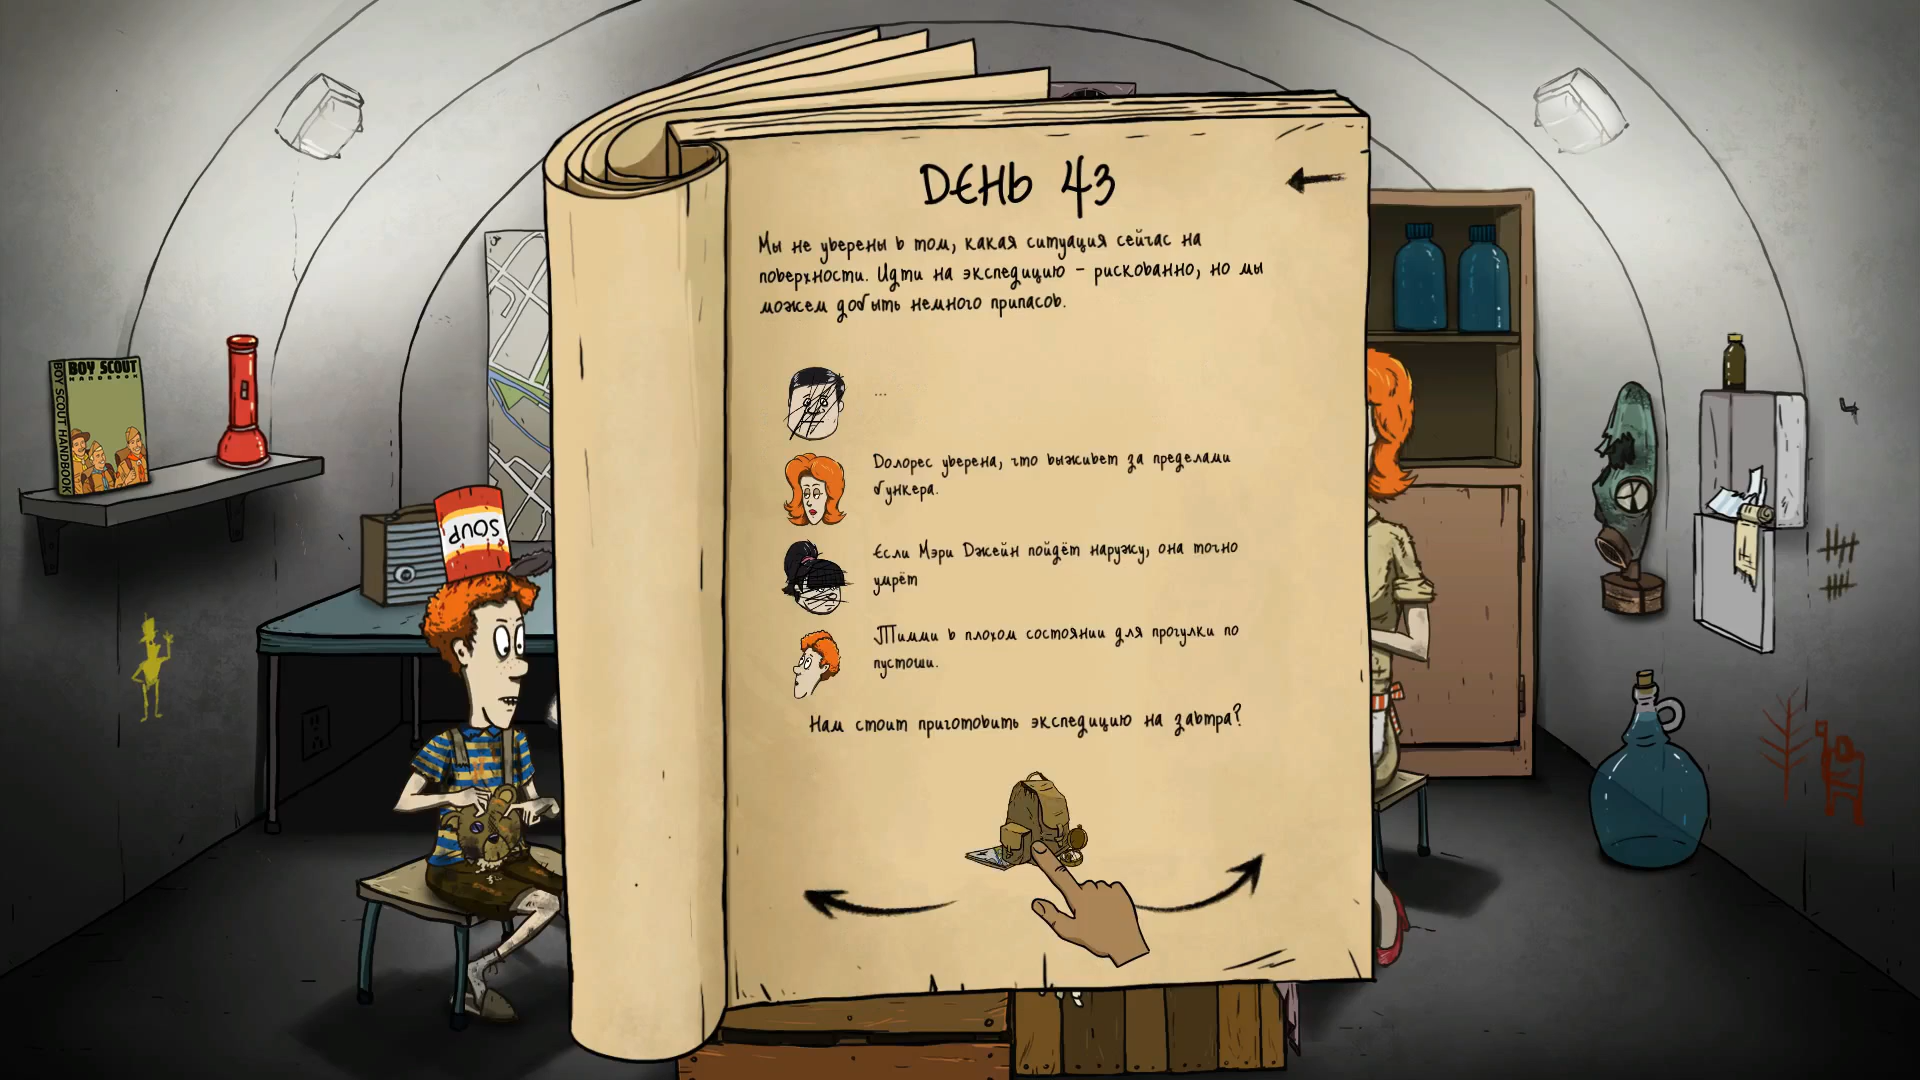 ДЕНЬ 43
Мы не уверены в том, какая ситуация сейчас на
поверхности. Идти на экспедицию - рискованно, но мы
можем добыть немного припасов.
...
Долорес уверена, что выживет за пределами
бункера.
Если Мэри Джейн пойдёт наружу, она точно
умрёт
Тимми в плохом состоянии для прогулки по
пустоши.
Нам стоит приготовить экспедицию на завтра?
BOY SCOUT
HANDBOOK
BOY SCOUT HANDBOOK
SOUP